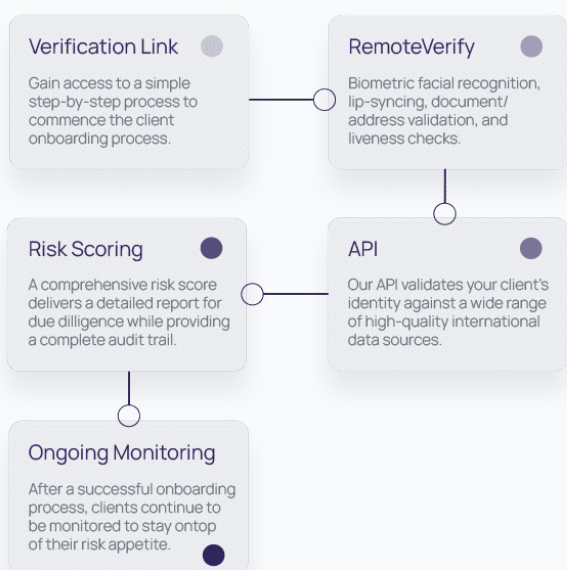 Verification Link
Gain access to a simple
step-by-step process to
commence the client
onboarding process.
RemoteVerify
Biometric facial recognition,
lip-syncing, document/
address validation, and
liveness checks.
API
Our API validates your client's
identity against a wide range
of high-quality international
data sources.
Risk Scoring
A comprehensive risk score
delivers a detailed report for
due dilligence while providing
a complete audit trail.
Ongoing Monitoring
After a successful onboarding
process, clients continue to
be monitored to stay ontop
of their risk appetite.